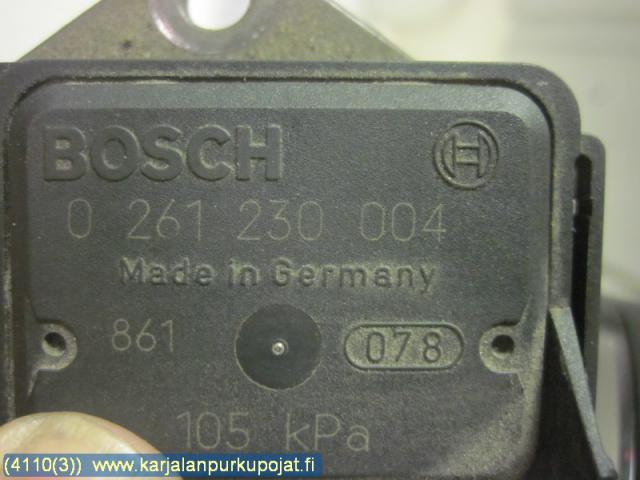 BOSCH
0 261 230 004
Made in Germany
861 078
105 kPa
(4110(3)) www.karjalanpurkupojat.fi